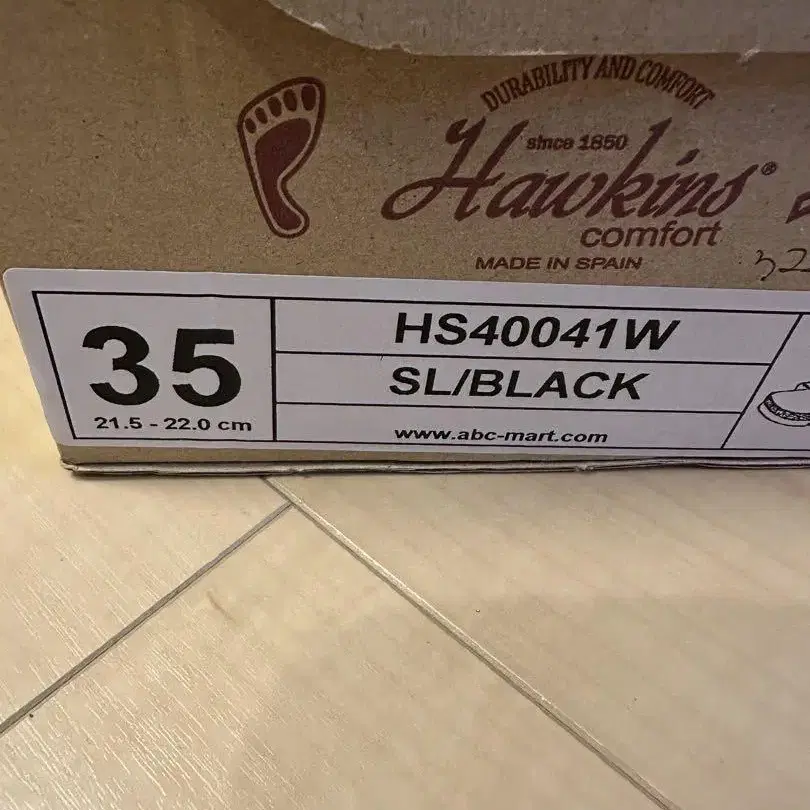 DURABILITY AND COMFORT
since 1850
Hawkins®
comfort
MADE IN SPAIN
35
21.5 - 22.0 cm
HS40041W
SL/BLACK
www.abc-mart.com